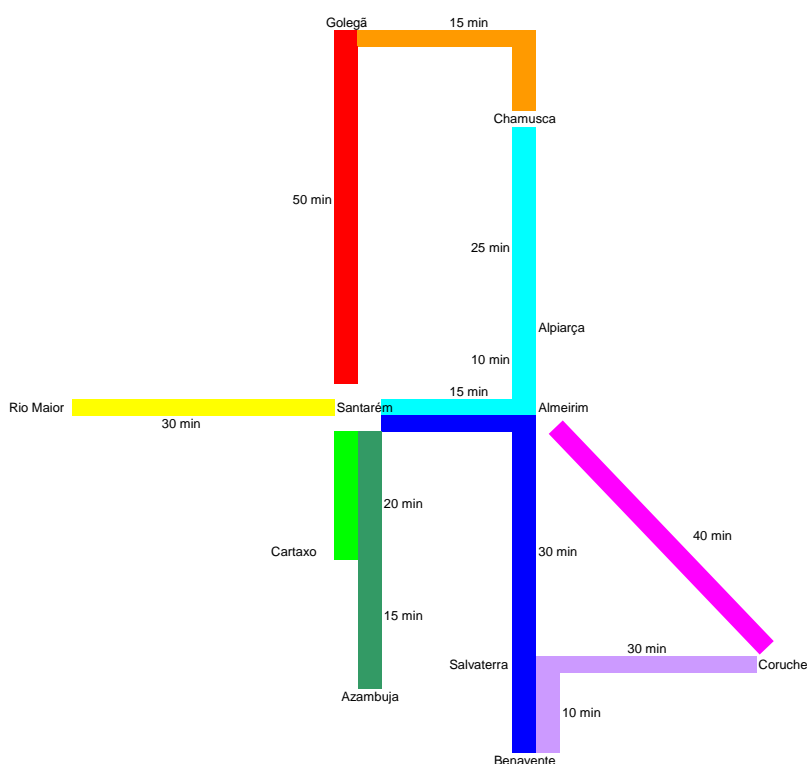 Golegã
15 min
Chamusca
50 min
25 min
Alpiarça
10 min
15 min
Rio Maior
Santarém
Almeirim
30 min
20 min
40 min
Cartaxo
30 min
15 min
30 min
Salvaterra
Coruche
Azambuja
10 min
Benavente